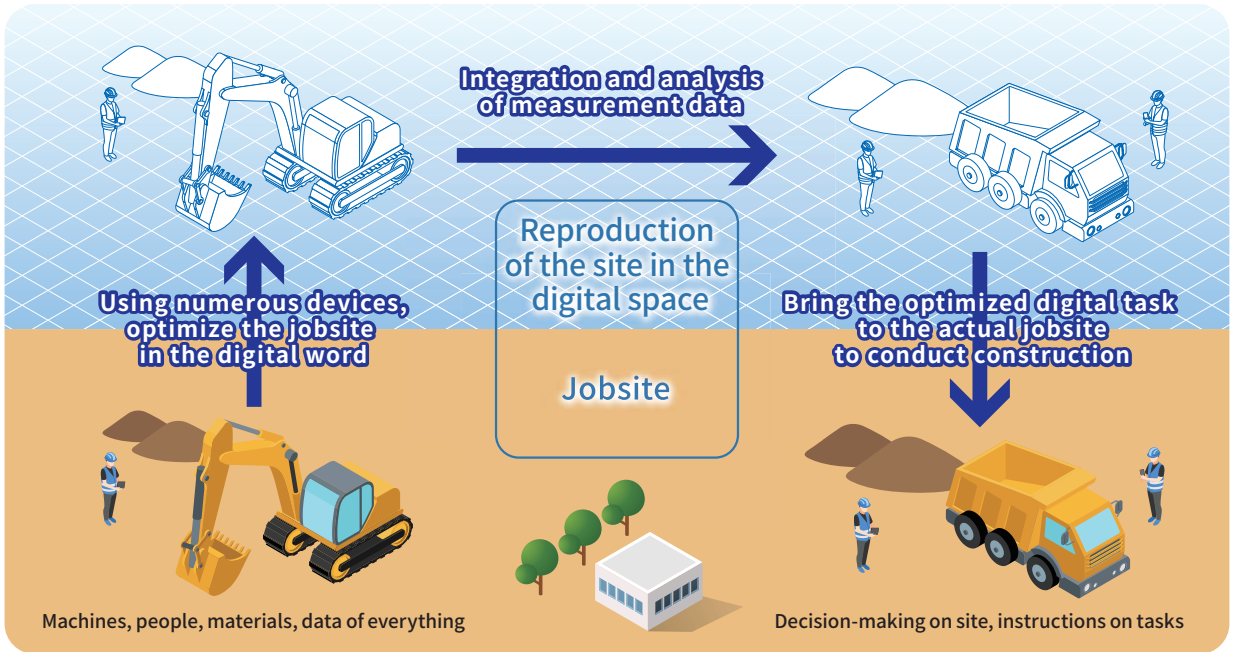 Integration and analysis
of measurement data
Reproduction
of the site in the
digital space
Using numerous devices,
optimize the jobsite
in the digital word
Bring the optimized digital task
to the actual jobsite
to conduct construction
Jobsite
Machines, people, materials, data of everything
Decision-making on site, instructions on tasks